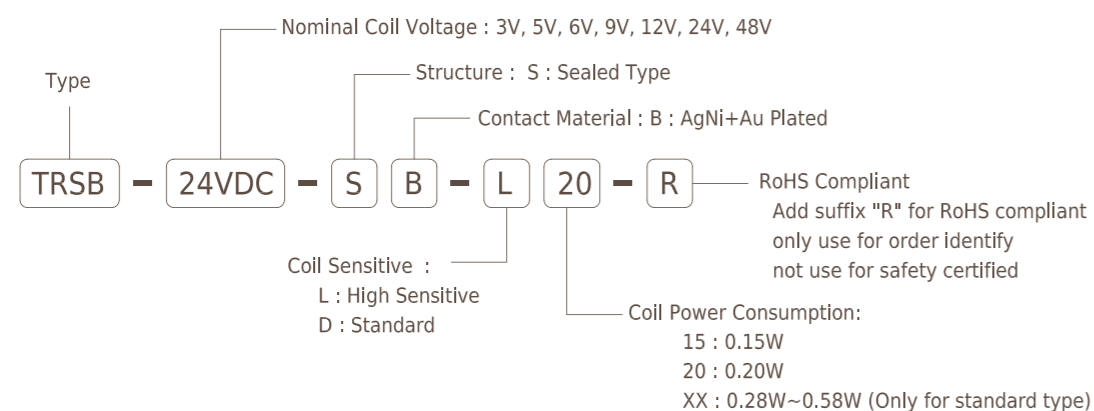 Nominal Coil Voltage : 3V, 5V, 6V, 9V, 12V, 24V, 48V
Type
Structure : S : Sealed Type
Contact Material : B : AgNi+Au Plated
TRSB - 24VDC - S B - L 20 - R
RoHS Compliant
Add suffix "R" for RoHS compliant
only use for order identify
not use for safety certified
Coil Sensitive :
L : High Sensitive
D : Standard
Coil Power Consumption:
15 : 0.15W
20 : 0.20W
XX : 0.28W~0.58W (Only for standard type)